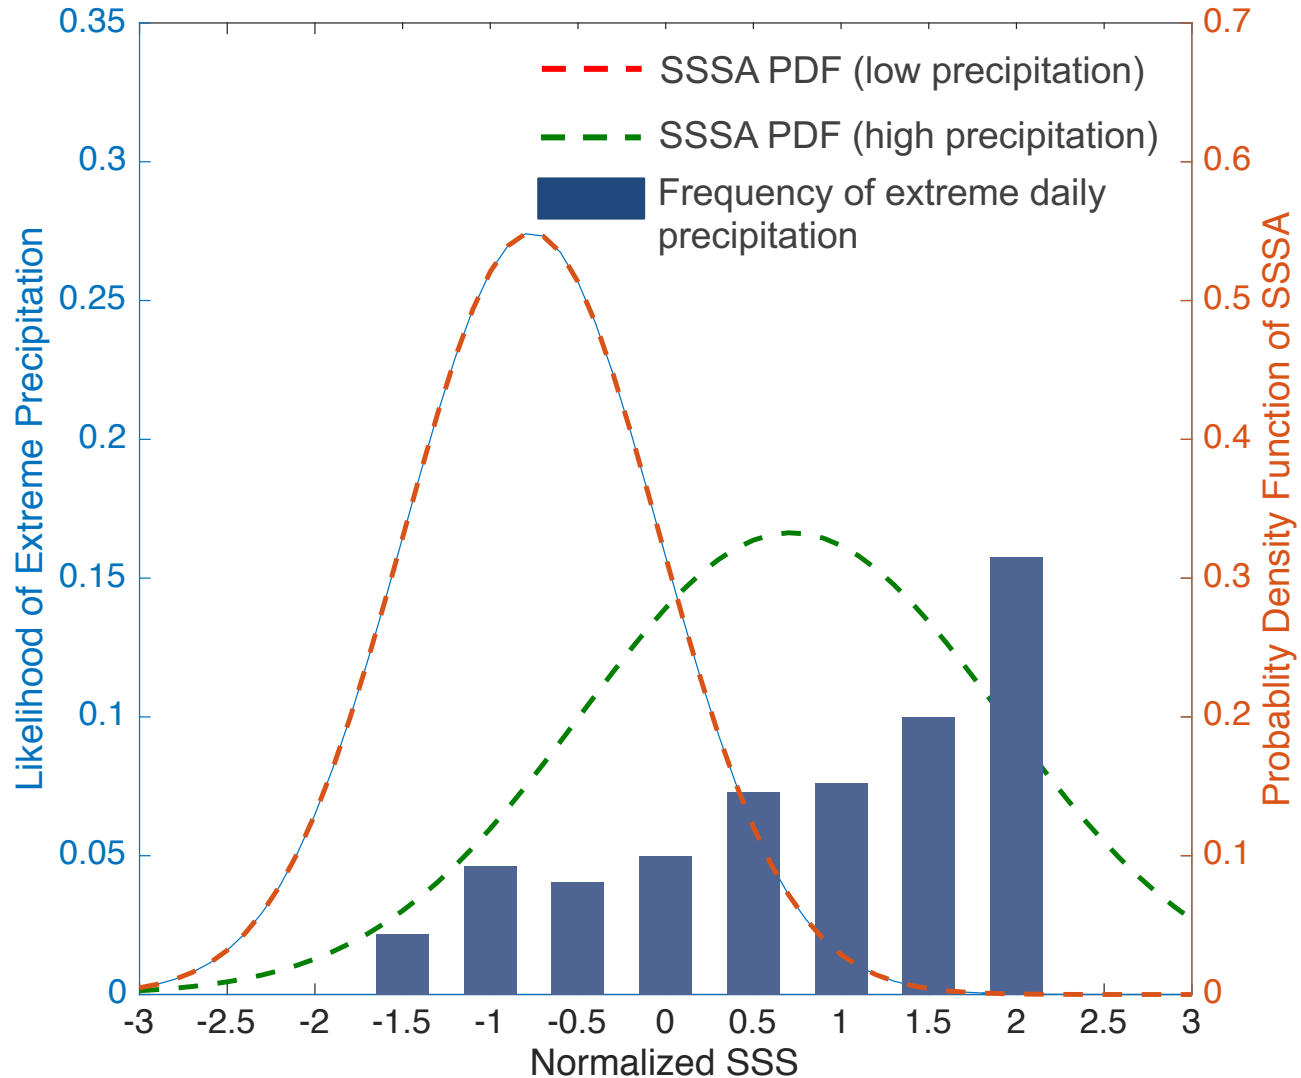 0.35
0.3
0.25
0.2
0.15
0.1
0.05
0
Likelihood of Extreme Precipitation
SSSA PDF (low precipitation)
SSSA PDF (high precipitation)
Frequency of extreme daily
precipitation
0.7
0.6
0.5
0.4
0.3
0.2
0.1
0
Probablity Density Function of SSSA
-3 -2.5 -2 -1.5 -1 -0.5 0 0.5 1 1.5 2 2.5 3
Normalized SSS